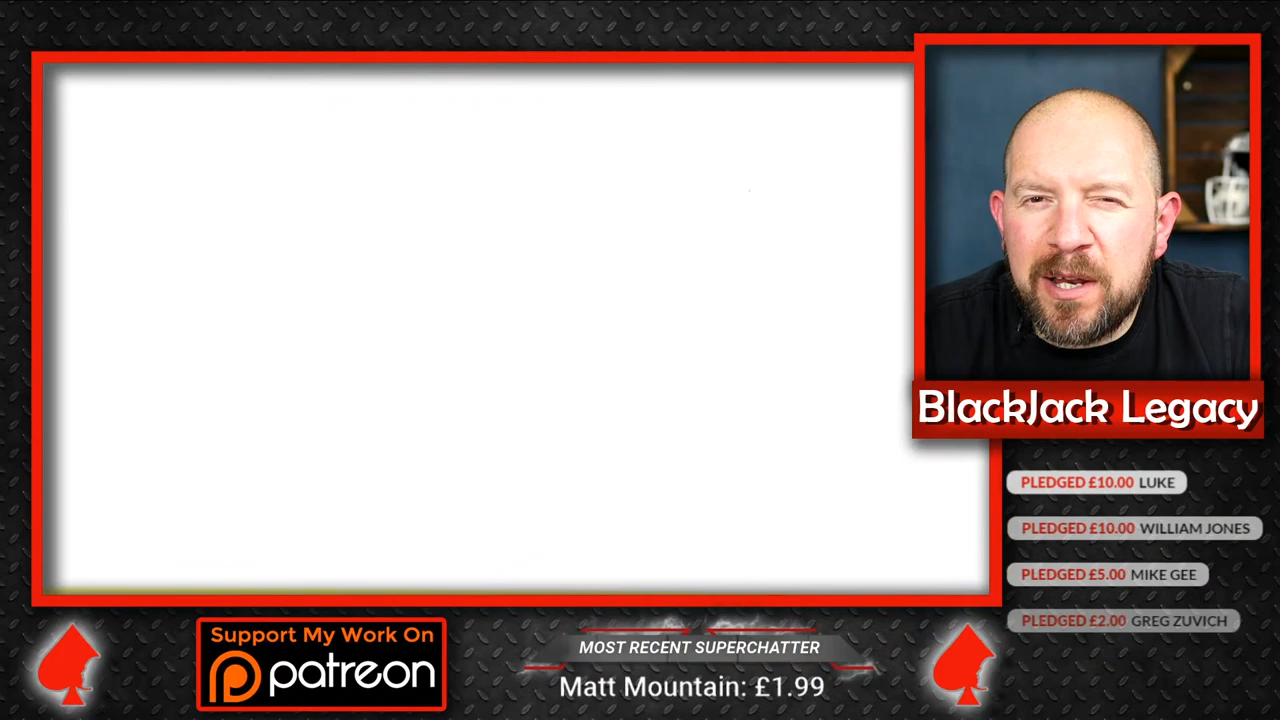 BlackJack Legacy
PLEDGED £10.00 LUKE
PLEDGED £10.00 WILLIAM JONES
PLEDGED £5.00 MIKE GEE
PLEDGED £2.00 GREG ZUVICH
Support My Work On
patreon
MOST RECENT SUPERCHATTER
Matt Mountain: £1.99